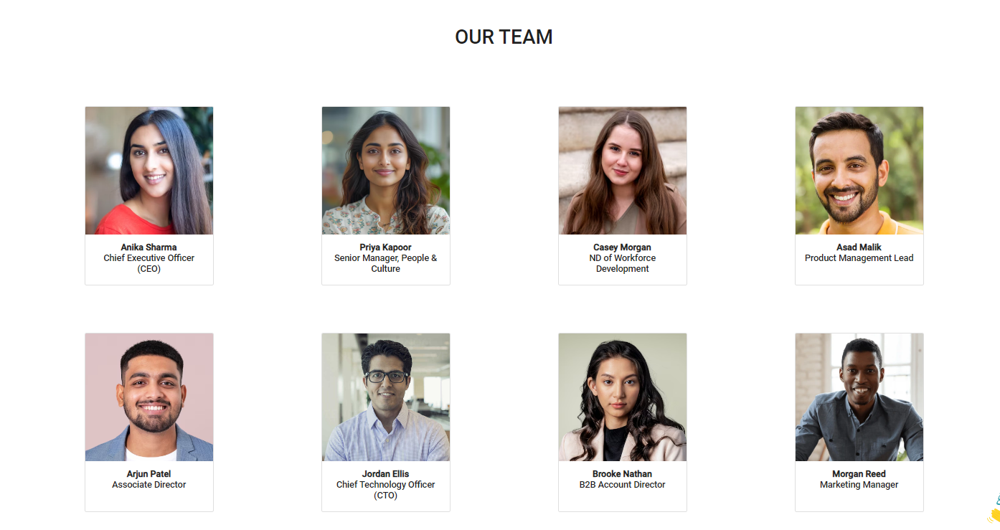 OUR TEAM
Anika Sharma
Chief Executive Officer
(CEO)
Priya Kapoor
Senior Manager, People &
Culture
Casey Morgan
ND of Workforce
Development
Asad Malik
Product Management Lead
Arjun Patel
Associate Director
Jordan Ellis
Chief Technology Officer
(CTO)
Brooke Nathan
B2B Account Director
Morgan Reed
Marketing Manager